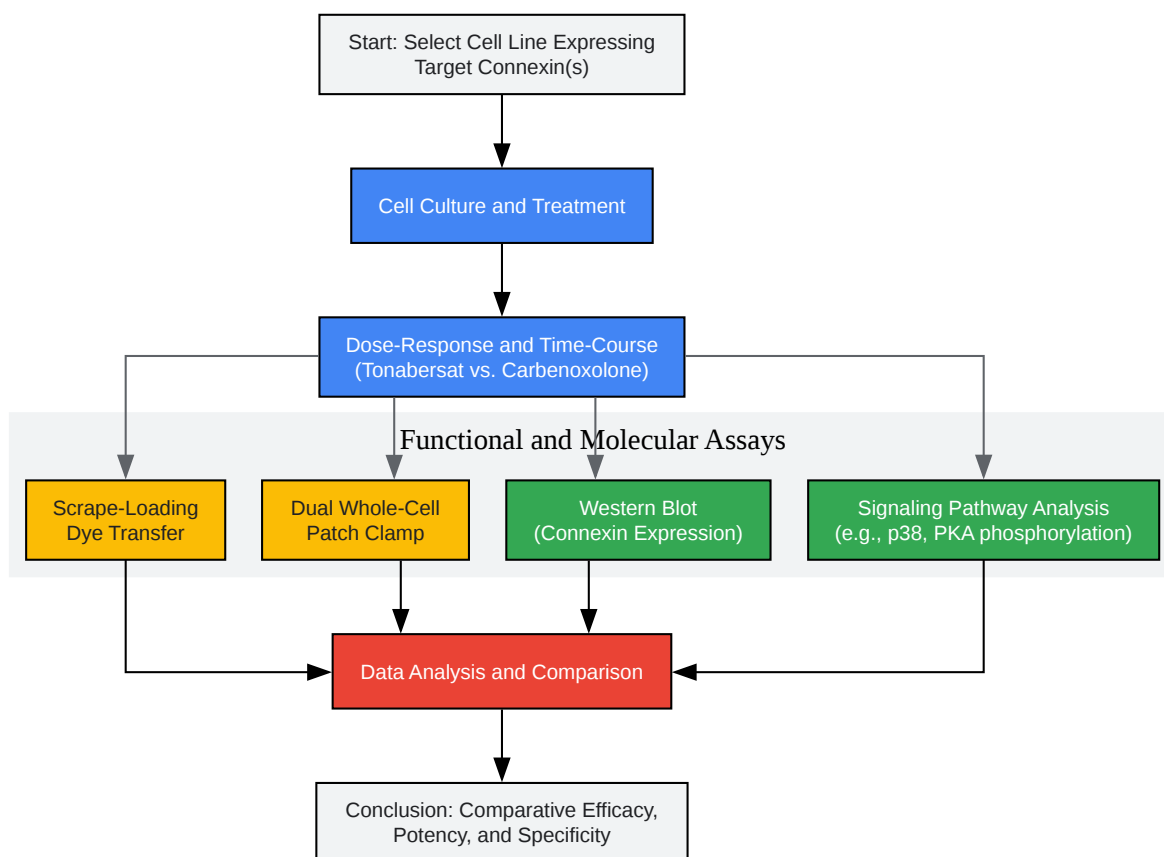 Start: Select Cell Line Expressing
Target Connexin(s)
Cell Culture and Treatment
Dose-Response and Time-Course
(Tonabersat vs. Carbenoxolone)
Functional and Molecular Assays
Scrape-Loading
Dye Transfer
Dual Whole-Cell
Patch Clamp
Western Blot
(Connexin Expression)
Signaling Pathway Analysis
(e.g., p38, PKA phosphorylation)
Data Analysis and Comparison
Conclusion: Comparative Efficacy,
Potency, and Specificity